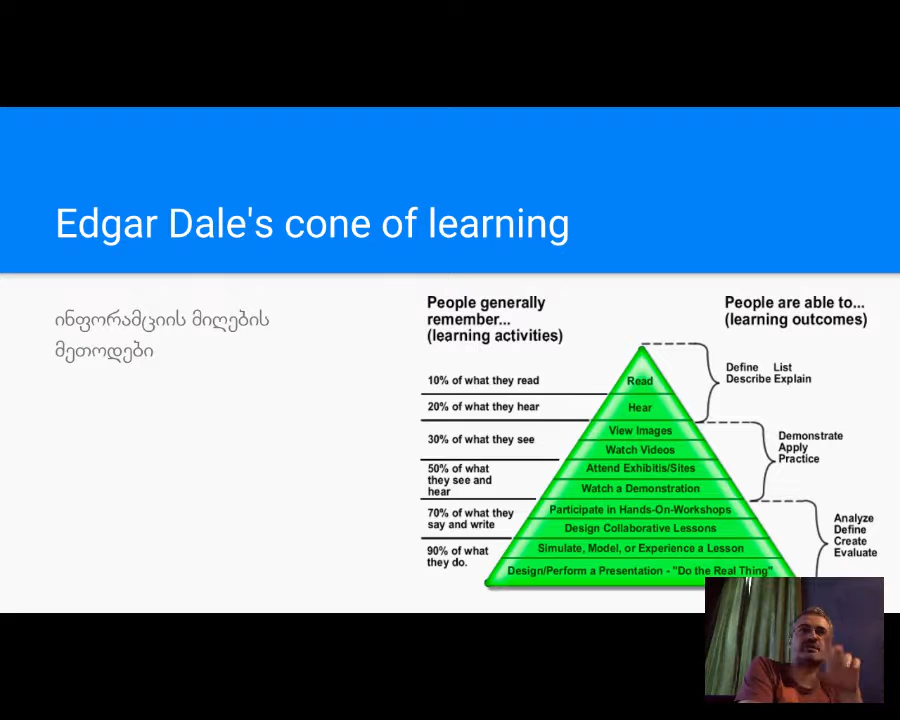 Edgar Dale's cone of learning
ინფორამციის მიღების
მეთოდები
People generally
remember...
(learning activities)
People are able to...
(learning outcomes)
10% of what they read
20% of what they hear
30% of what they see
50% of what
they see and
hear
70% of what they
say and write
90% of what
they do.
Read
Hear
View Images
Watch Videos
Attend Exhibitis/Sites
Watch a Demonstration
Participate in Hands-On-Workshops
Design Collaborative Lessons
Simulate, Model, or Experience a Lesson
Design/Perform a Presentation - "Do the Real Thing"
Define List
Describe Explain
Demonstrate
Apply
Practice
Analyze
Define
Create
Evaluate